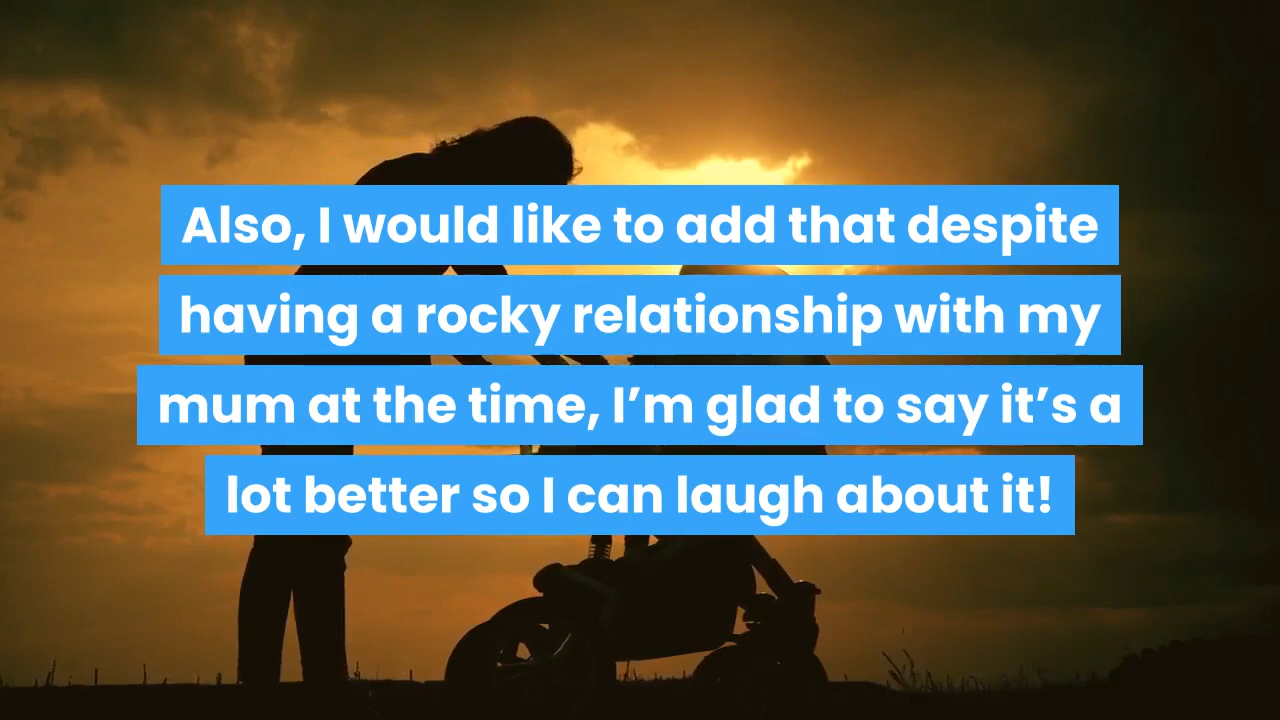 Also, I would like to add that despite
having a rocky relationship with my
mum at the time, I’m glad to say it’s a
lot better so I can laugh about it!